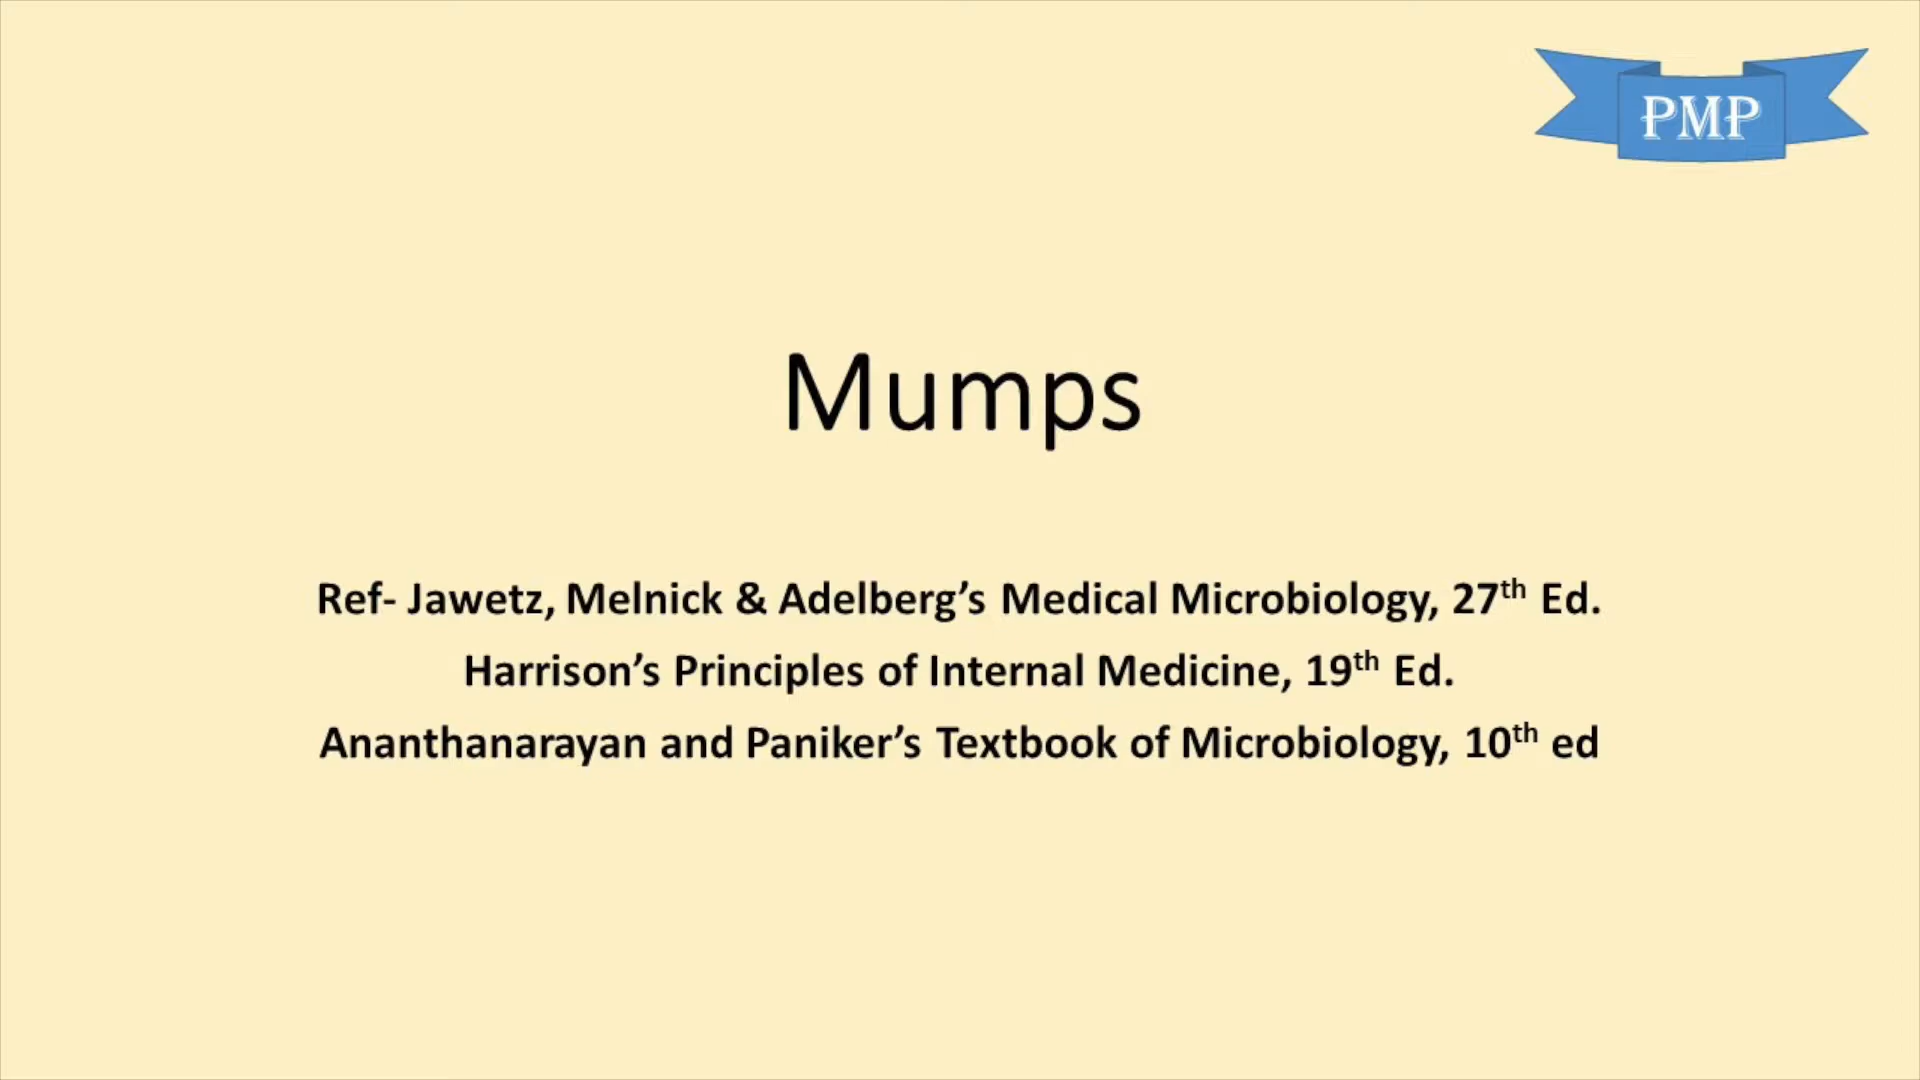 PMP
Mumps
Ref- Jawetz, Melnick & Adelberg’s Medical Microbiology, 27th Ed.
Harrison’s Principles of Internal Medicine, 19th Ed.
Ananthanarayan and Paniker’s Textbook of Microbiology, 10th ed